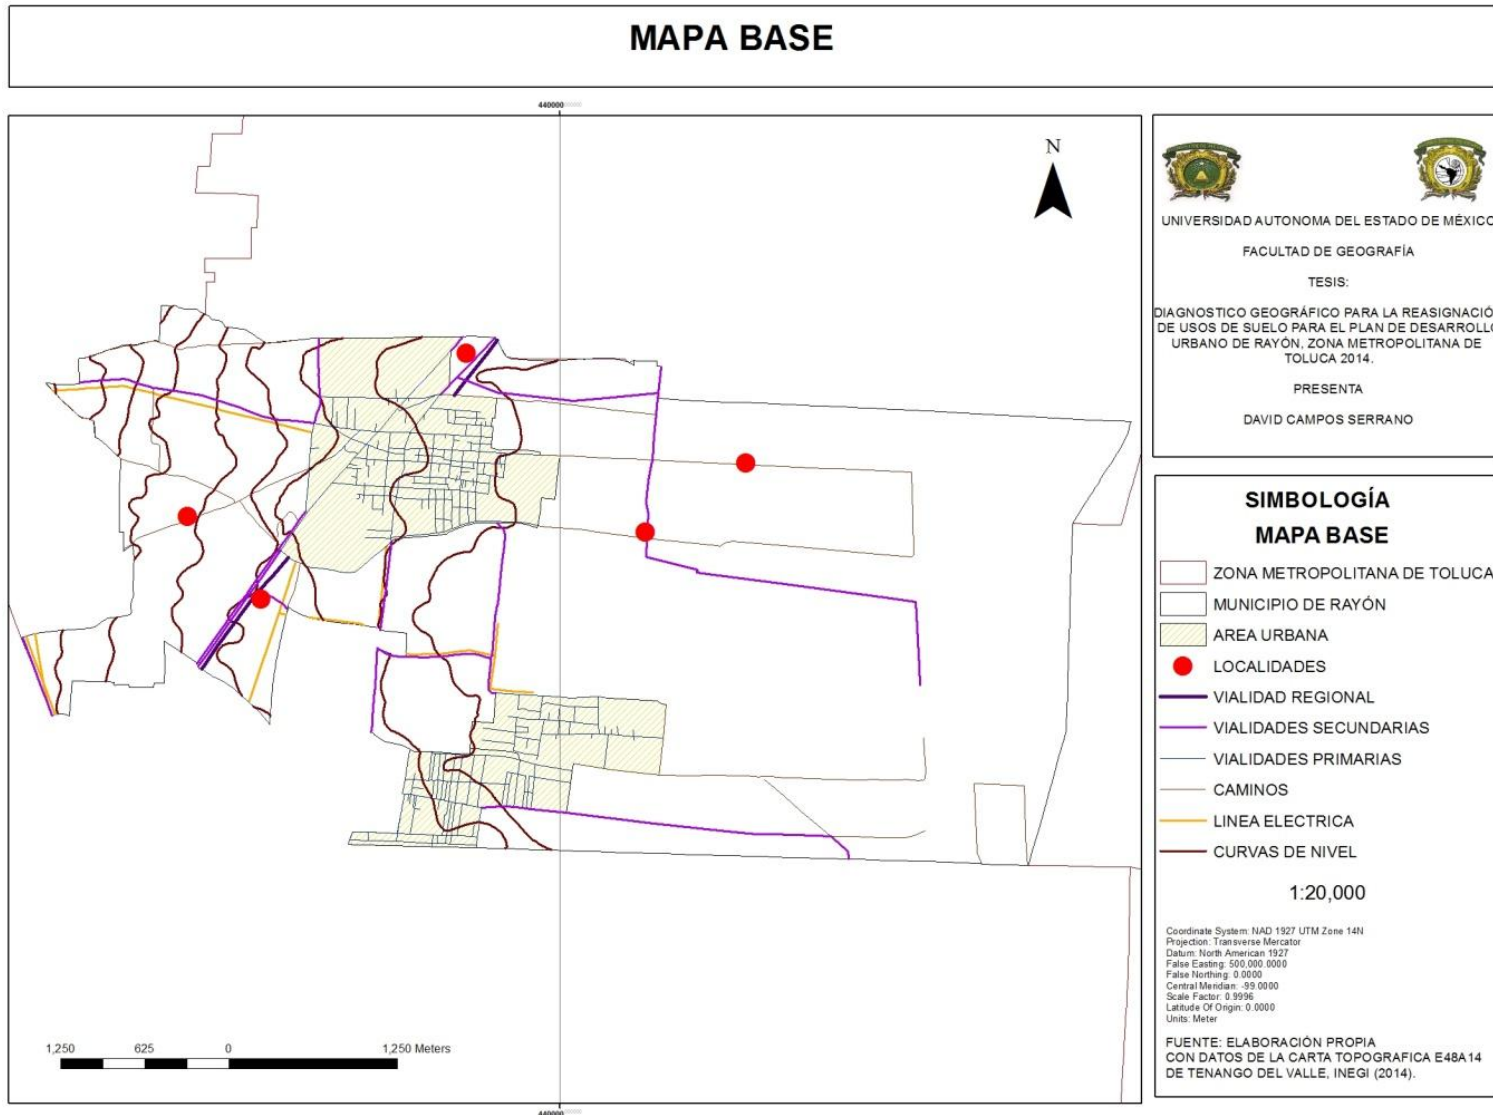 MAPA BASE
440000
N
UNIVERSIDAD AUTONOMA DEL ESTADO DE MÉXICO
FACULTAD DE GEOGRAFÍA
TESIS:
DIAGNOSTICO GEOGRÁFICO PARA LA REASIGNACIÓ
DE USOS DE SUELO PARA EL PLAN DE DESARROLLO
URBANO DE RAYÓN, ZONA METROPOLITANA DE
TOLUCA 2014.
PRESENTA
DAVID CAMPOS SERRANO
SIMBOLOGÍA
MAPA BASE
ZONA METROPOLITANA DE TOLUCA
MUNICIPIO DE RAYÓN
AREA URBANA
LOCALIDADES
VIALIDAD REGIONAL
VIALIDADES SECUNDARIAS
VIALIDADES PRIMARIAS
CAMINOS
LINEA ELECTRICA
CURVAS DE NIVEL
1:20,000
Coordinate System: NAD 1927 UTM Zone 14N
Projection: Transverse Mercator
Datum: North American 1927
False Easting: 500,000.0000
False Northing: 0.0000
Central Meridian: -99.0000
Scale Factor: 0.9996
Latitude Of Origin: 0.0000
Units: Meter
FUENTE: ELABORACIÓN PROPIA
CON DATOS DE LA CARTA TOPOGRAFICA E48A14
DE TENANGO DEL VALLE, INEGI (2014).
1,250 625 0 1,250 Meters
440000